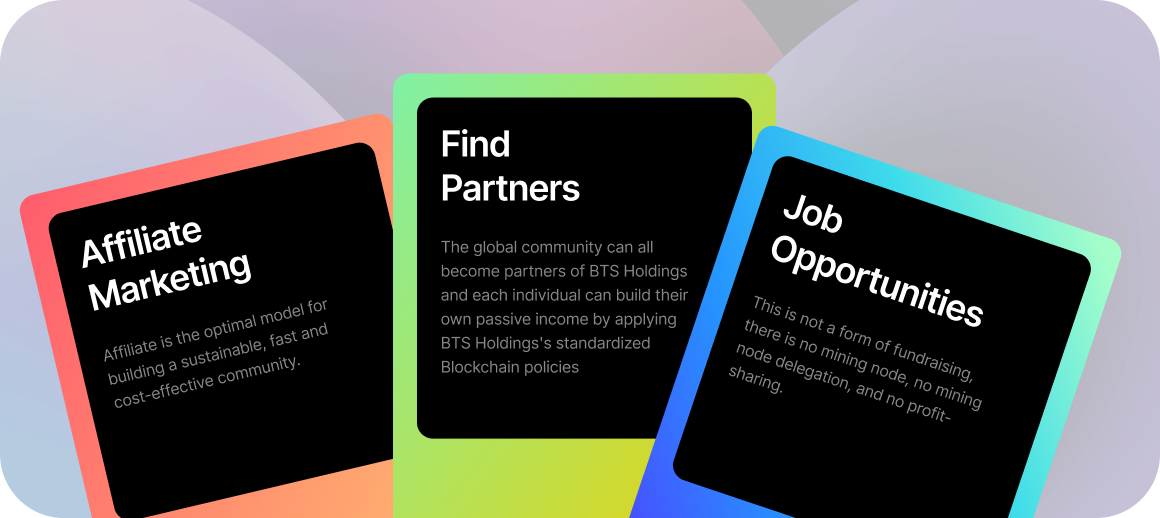 Affiliate
Marketing
Affiliate is the optimal model for
building a sustainable, fast and
cost-effective community.
Find
Partners
The global community can all
become partners of BTS Holdings
and each individual can build their
own passive income by applying
BTS Holdings's standardized
Blockchain policies
Job
Opportunities
This is not a form of fundraising,
there is no mining node, no mining
node delegation, and no profit-
sharing.